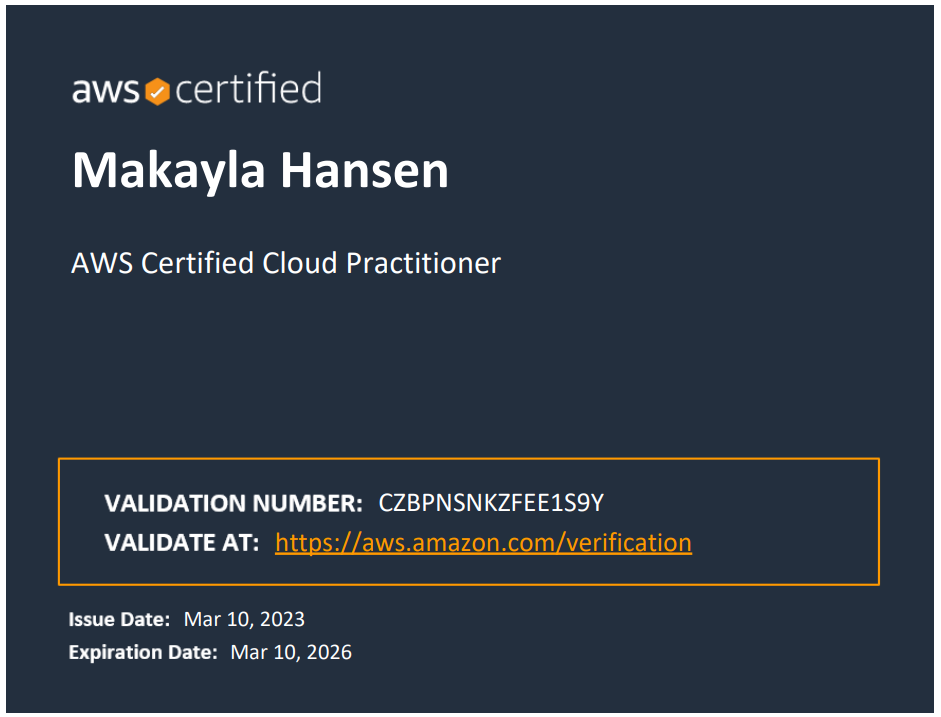 aws certified
Makayla Hansen
AWS Certified Cloud Practitioner
VALIDATION NUMBER: CZBPNSNKZFEE1S9Y
VALIDATE AT: https://aws.amazon.com/verification
Issue Date: Mar 10, 2023
Expiration Date: Mar 10, 2026